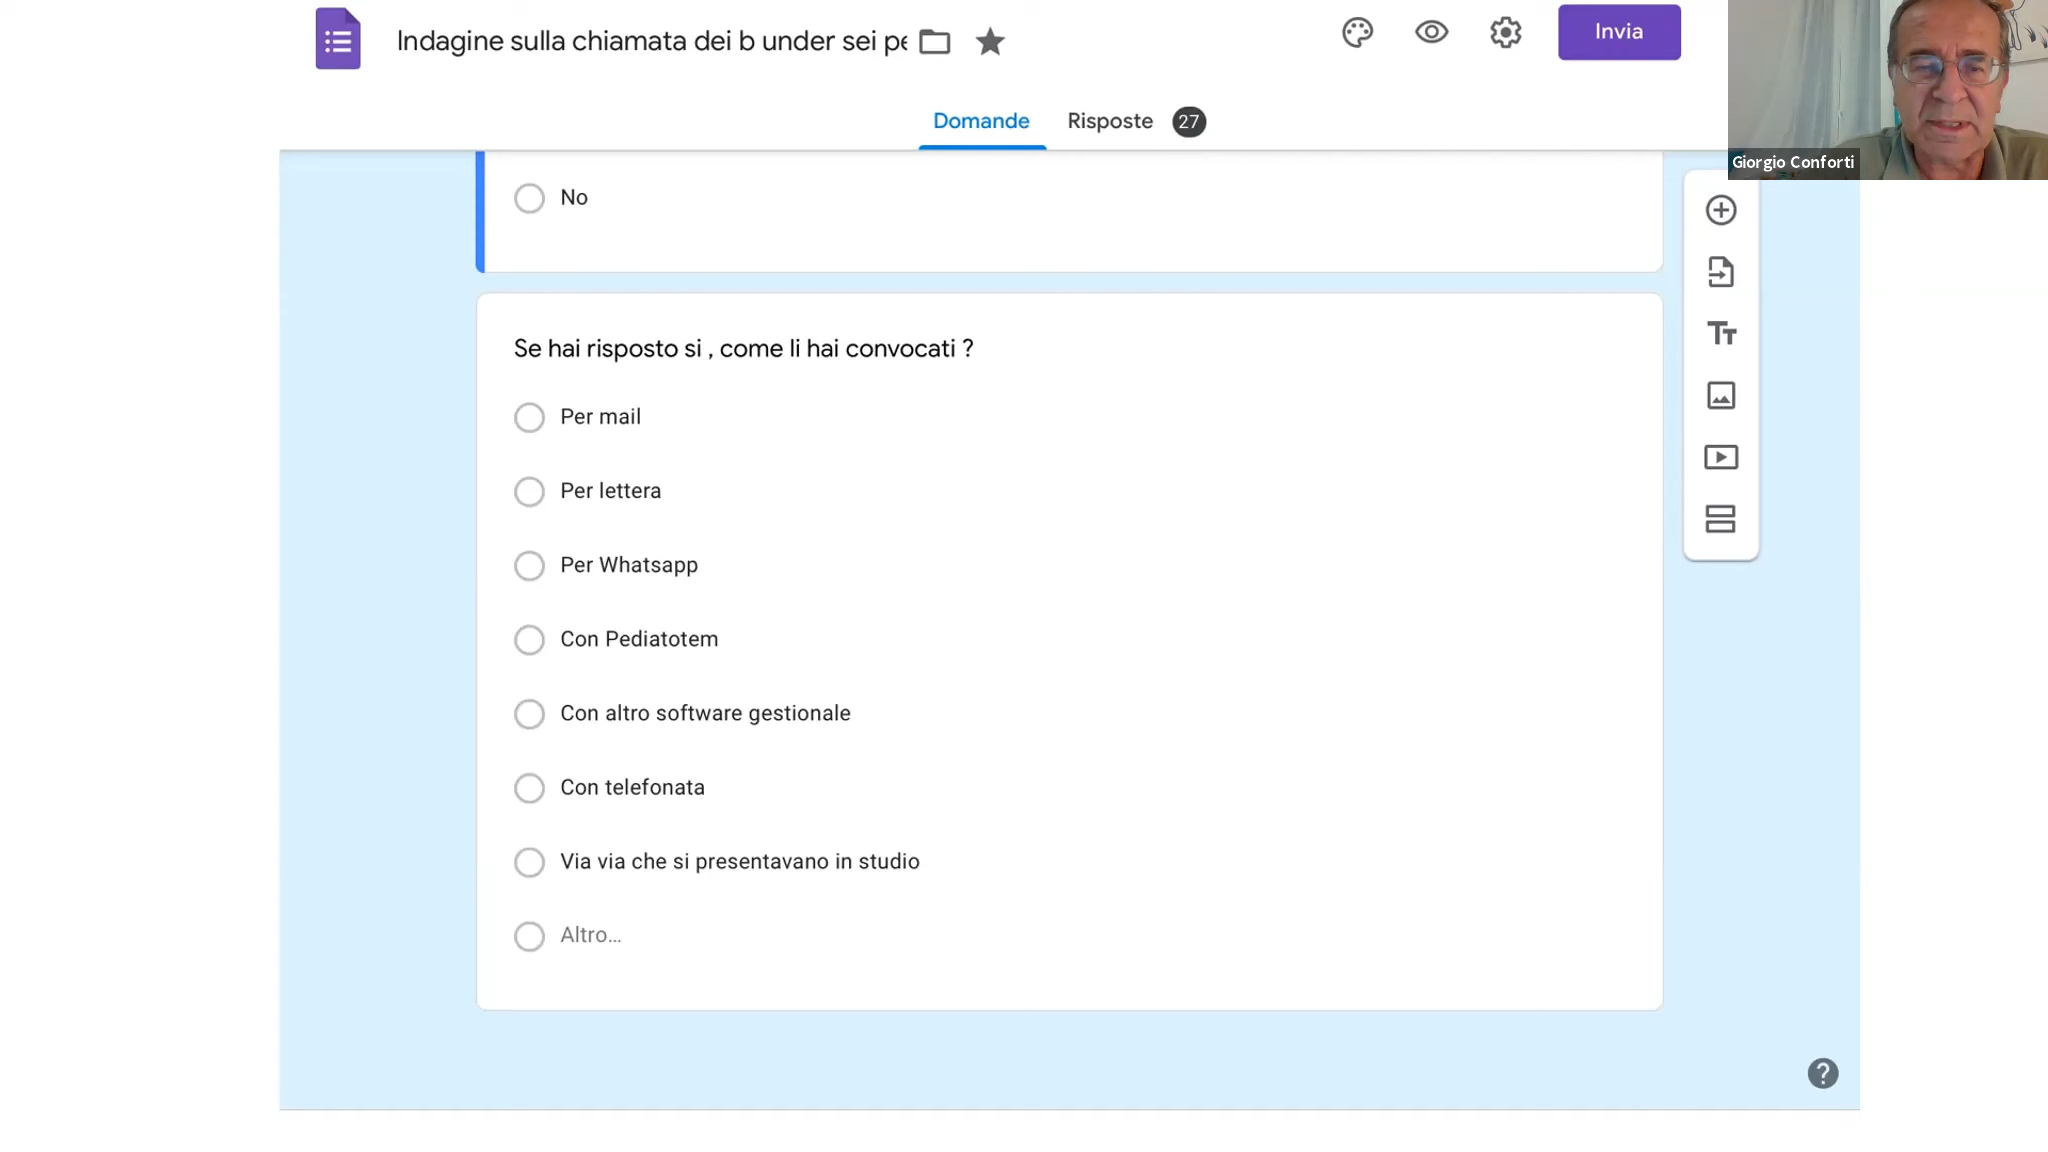 Indagine sulla chiamata dei b under sei pe
Invia
Domande
Risposte 27
Giorgio Conforti
No
Se hai risposto si , come li hai convocati ?
Per mail
Per lettera
Per Whatsapp
Con Pediatotem
Con altro software gestionale
Con telefonata
Via via che si presentavano in studio
Altro...